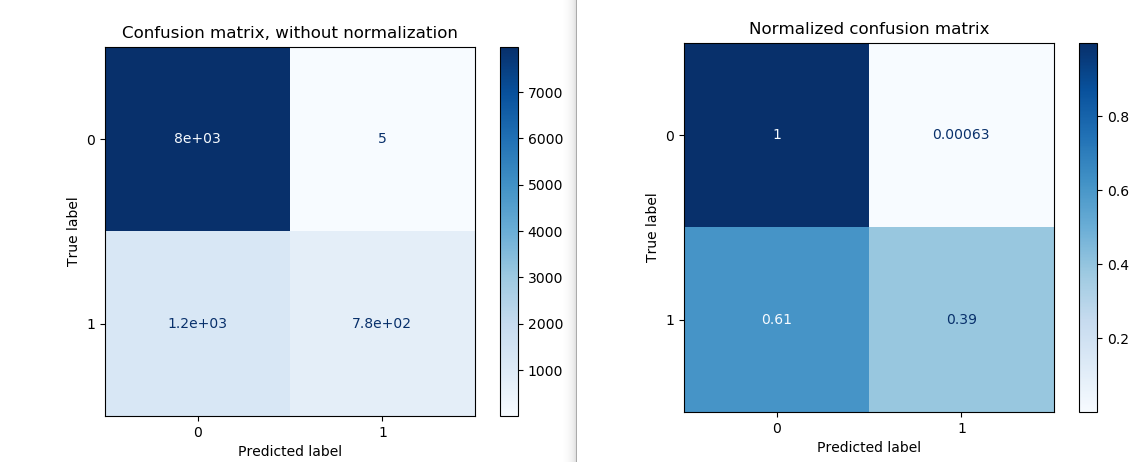 Confusion matrix, without normalization
8e+03
5
1.2e+03
7.8e+02
0
1
True label
0
1
Predicted label
7000
6000
5000
4000
3000
2000
1000
Normalized confusion matrix
1
0.00063
0.61
0.39
0
1
True label
0
1
Predicted label
0.8
0.6
0.4
0.2